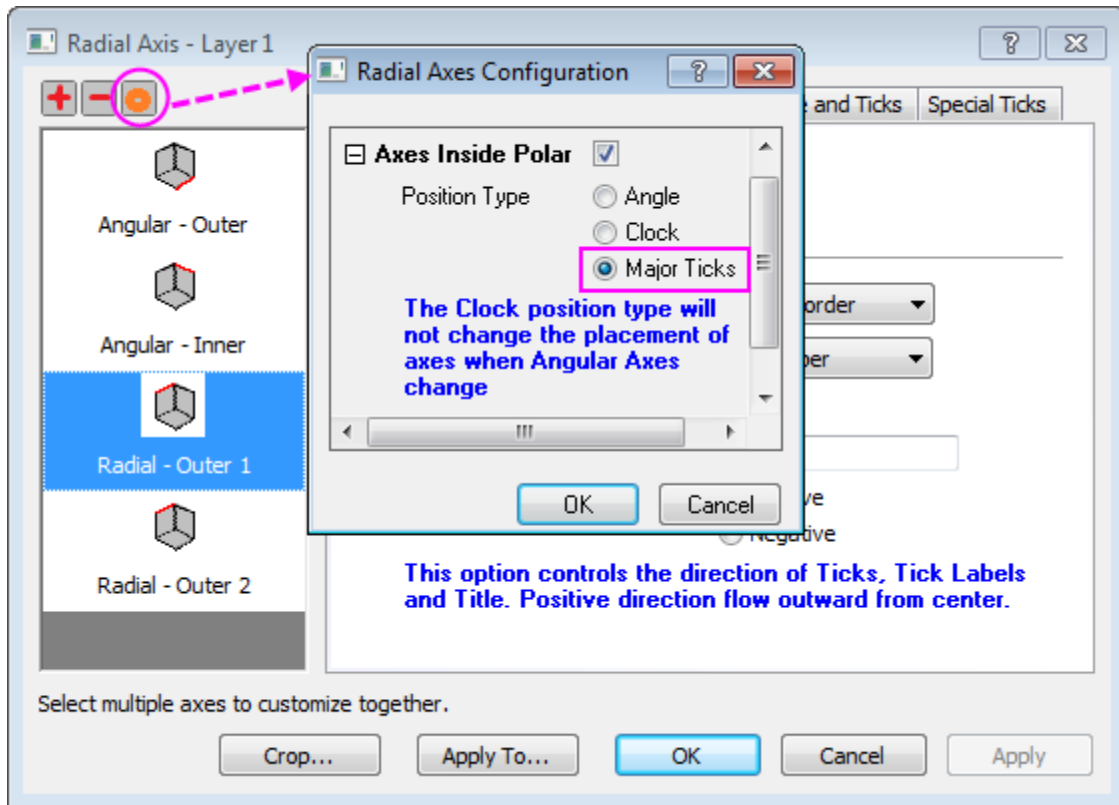 Radial Axis - Layer 1
Radial Axes Configuration
and Ticks
Special Ticks
Axes Inside Polar
Position Type
Angle
Clock
Major Ticks
The Clock position type will
not change the placement of
axes when Angular Axes
change
OK
Cancel
Angular - Outer
Angular - Inner
Radial - Outer 1
Radial - Outer 2
Negative
This option controls the direction of Ticks, Tick Labels
and Title. Positive direction flow outward from center.
Select multiple axes to customize together.
Crop...
Apply To...
OK
Cancel
Apply